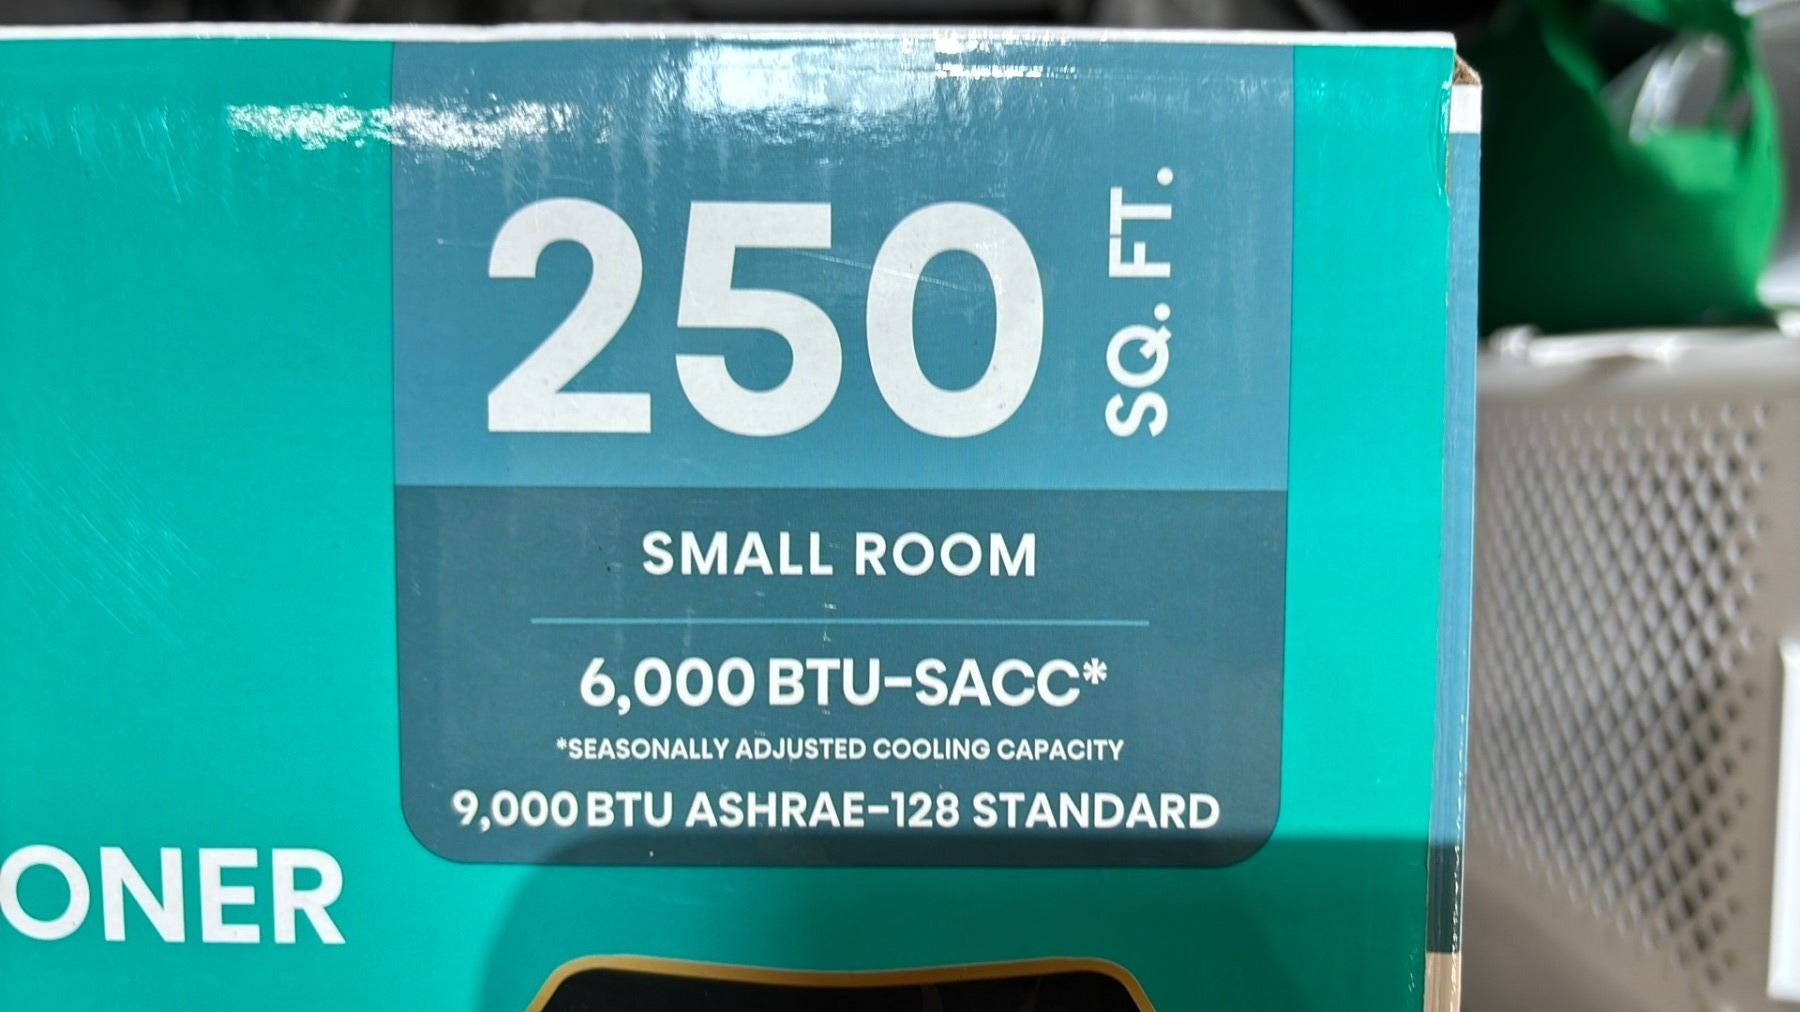 250 SQ. FT.
SMALL ROOM
6,000 BTU-SACC*
*SEASONALLY ADJUSTED COOLING CAPACITY
9,000 BTU ASHRAE-128 STANDARD
ONER